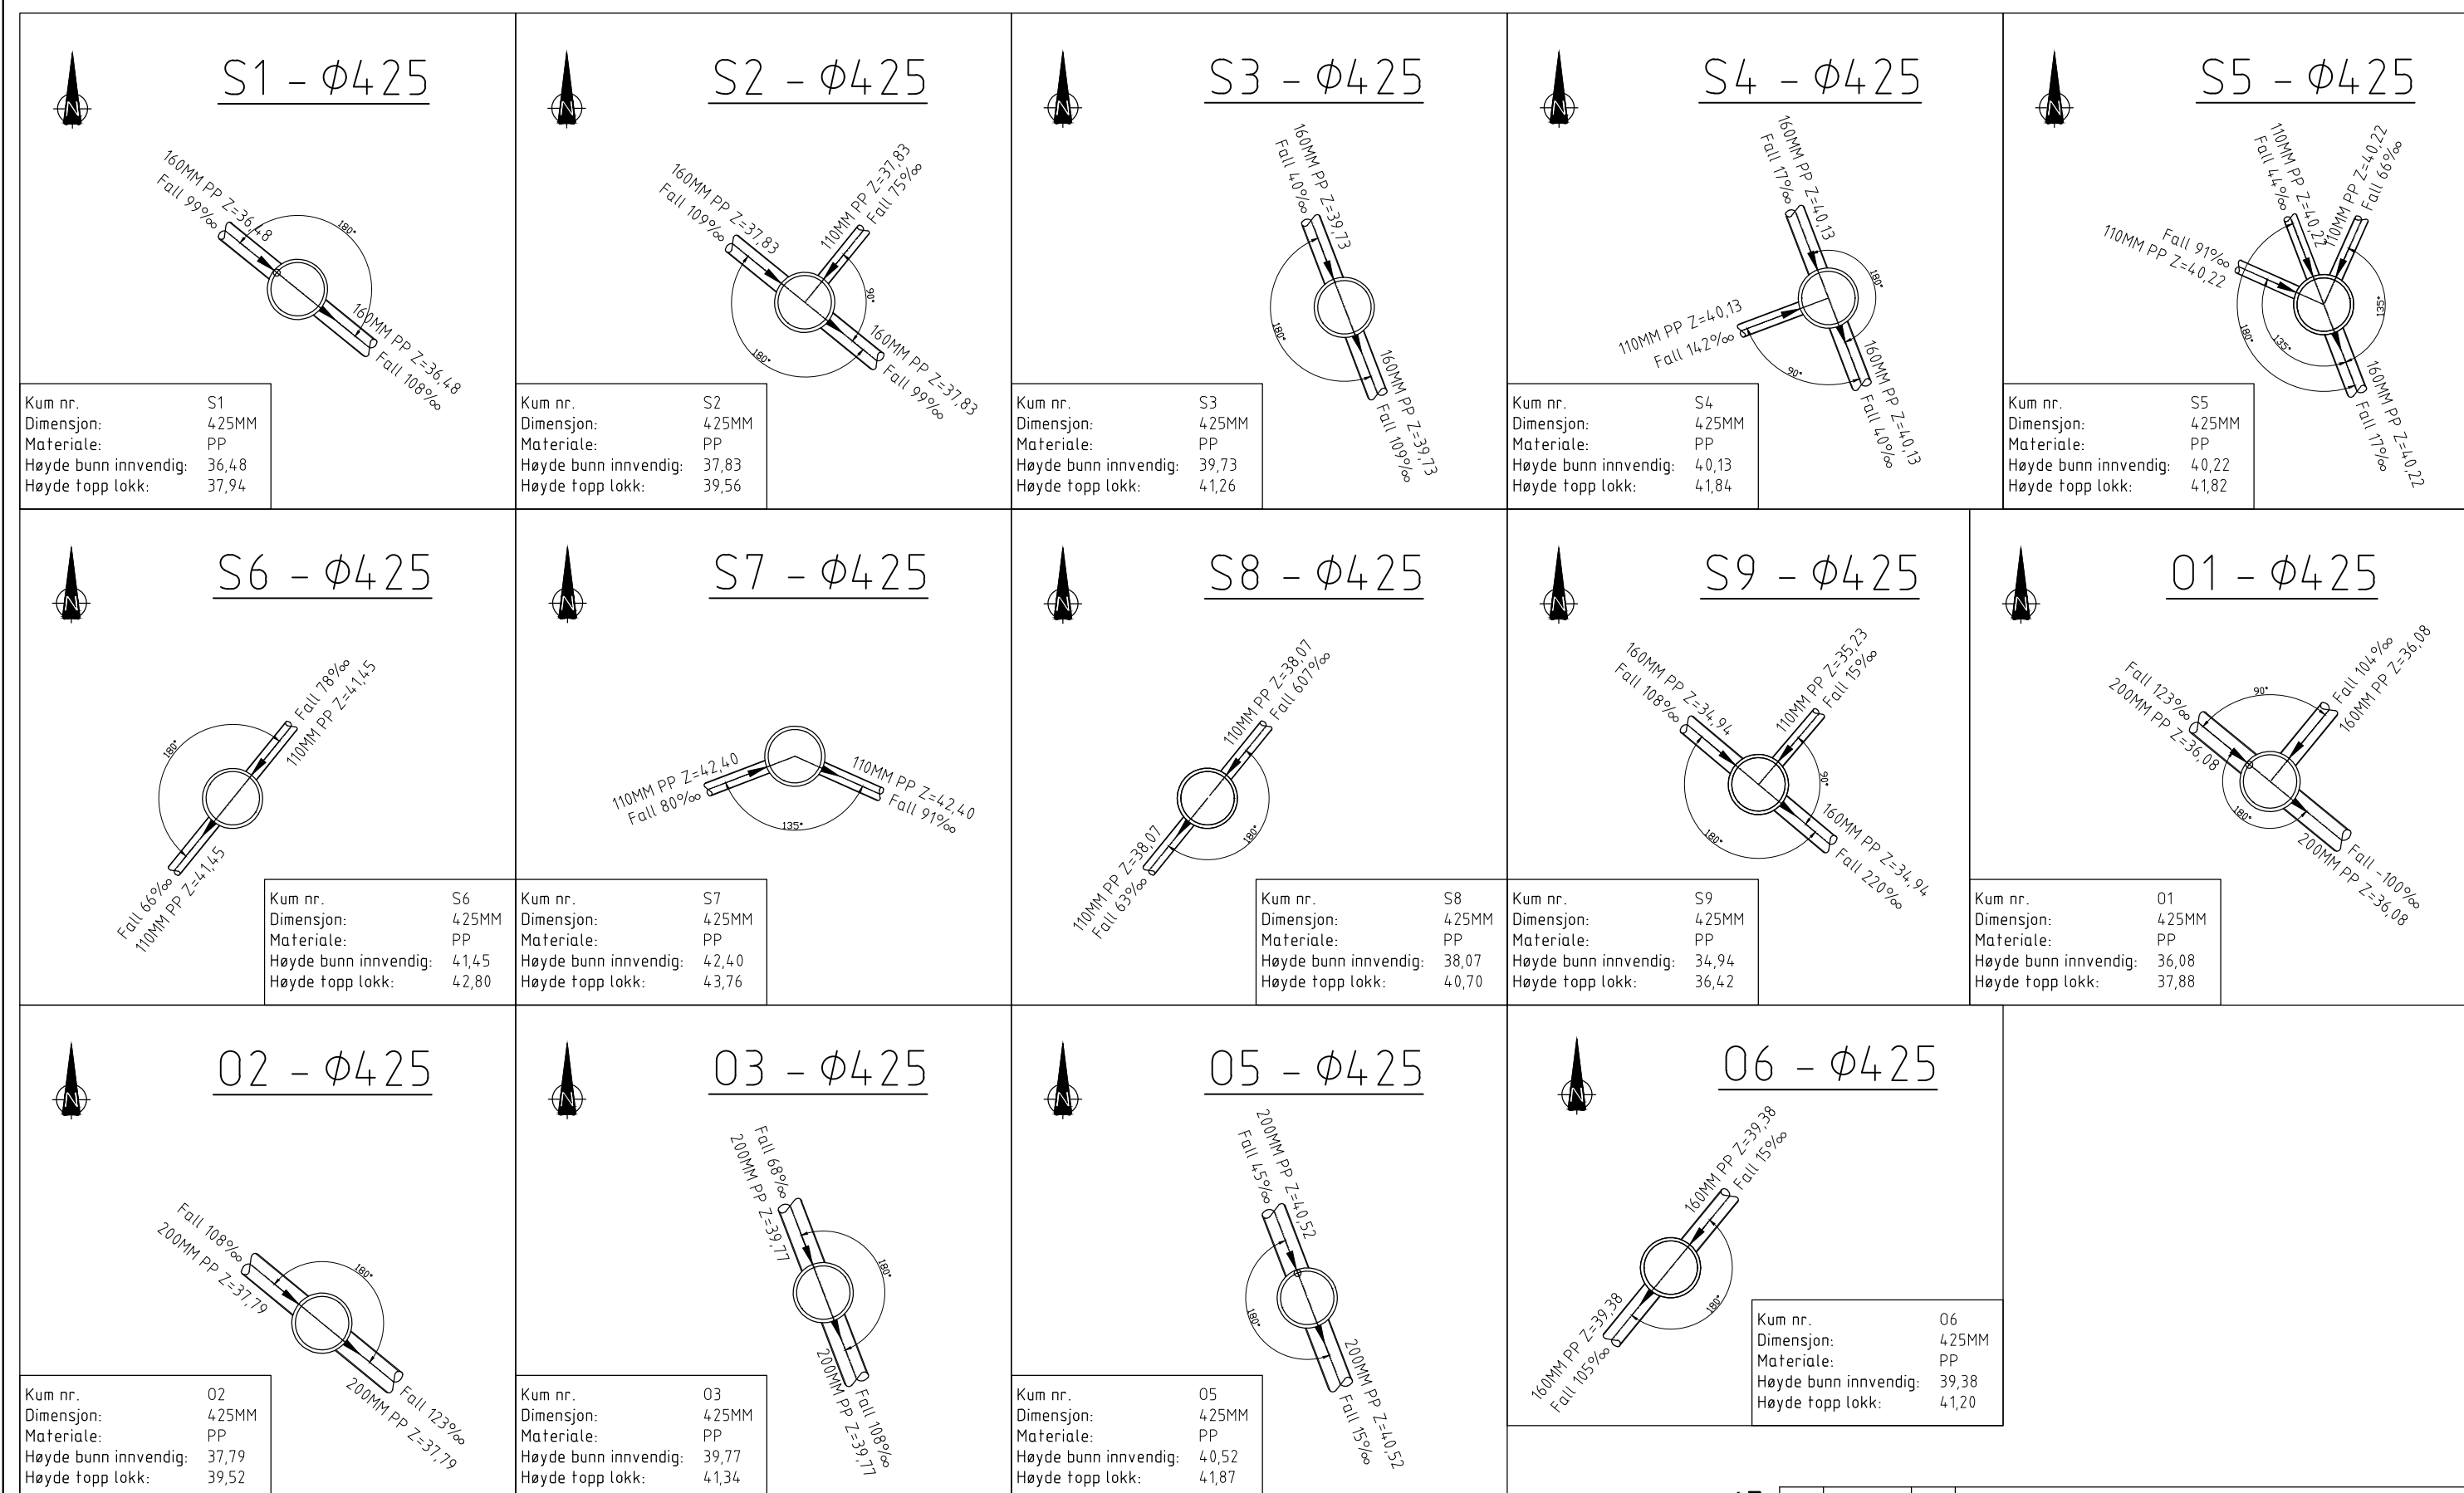 S1 - Φ425
N
160MM PP Z=36,48
Fall 99‰
180°
160MM PP Z=36,48
Fall 108‰
Kum nr. S1
Dimensjon: 425MM
Materiale: PP
Høyde bunn innvendig: 36,48
Høyde topp lokk: 37,94
S2 - Φ425
N
160MM PP Z=37,83
Fall 109‰
110MM PP Z=37,83
Fall 75‰
90°
180°
160MM PP Z=37,83
Fall 99‰
Kum nr. S2
Dimensjon: 425MM
Materiale: PP
Høyde bunn innvendig: 37,83
Høyde topp lokk: 39,56
S3 - Φ425
N
160MM PP Z=39,73
Fall 40‰
180°
160MM PP Z=39,73
Fall 109‰
Kum nr. S3
Dimensjon: 425MM
Materiale: PP
Høyde bunn innvendig: 39,73
Høyde topp lokk: 41,26
S4 - Φ425
N
160MM PP Z=40,13
Fall 17‰
180°
110MM PP Z=40,13
Fall 142‰
90°
160MM PP Z=40,13
Fall 40‰
Kum nr. S4
Dimensjon: 425MM
Materiale: PP
Høyde bunn innvendig: 40,13
Høyde topp lokk: 41,84
S5 - Φ425
N
110MM PP Z=40,22
Fall 44‰
110MM PP Z=40,22
Fall 66‰
Fall 91‰
110MM PP Z=40,22
135°
180°
135°
160MM PP Z=40,22
Fall 17‰
Kum nr. S5
Dimensjon: 425MM
Materiale: PP
Høyde bunn innvendig: 40,22
Høyde topp lokk: 41,82
S6 - Φ425
N
Fall 78‰
110MM PP Z=41,45
180°
Fall 66‰
110MM PP Z=41,45
Kum nr. S6
Dimensjon: 425MM
Materiale: PP
Høyde bunn innvendig: 41,45
Høyde topp lokk: 42,80
S7 - Φ425
N
110MM PP Z=42,40
Fall 80‰
135°
110MM PP Z=42,40
Fall 91‰
Kum nr. S7
Dimensjon: 425MM
Materiale: PP
Høyde bunn innvendig: 42,40
Høyde topp lokk: 43,76
S8 - Φ425
N
110MM PP Z=38,07
Fall 607‰
180°
110MM PP Z=38,07
Fall 63‰
Kum nr. S8
Dimensjon: 425MM
Materiale: PP
Høyde bunn innvendig: 38,07
Høyde topp lokk: 40,70
S9 - Φ425
N
160MM PP Z=34,94
Fall 108‰
110MM PP Z=35,23
Fall 15‰
90°
180°
160MM PP Z=34,94
Fall 220‰
Kum nr. S9
Dimensjon: 425MM
Materiale: PP
Høyde bunn innvendig: 34,94
Høyde topp lokk: 36,42
O1 - Φ425
N
Fall 123‰
200MM PP Z=36,08
90°
Fall 104‰
160MM PP Z=36,08
180°
Fall -100‰
200MM PP Z=36,08
Kum nr. O1
Dimensjon: 425MM
Materiale: PP
Høyde bunn innvendig: 36,08
Høyde topp lokk: 37,88
O2 - Φ425
N
Fall 108‰
200MM PP Z=37,79
180°
Fall 123‰
200MM PP Z=37,79
Kum nr. O2
Dimensjon: 425MM
Materiale: PP
Høyde bunn innvendig: 37,79
Høyde topp lokk: 39,52
O3 - Φ425
N
Fall 68‰
200MM PP Z=39,77
180°
Fall 108‰
200MM PP Z=39,77
Kum nr. O3
Dimensjon: 425MM
Materiale: PP
Høyde bunn innvendig: 39,77
Høyde topp lokk: 41,34
O5 - Φ425
N
200MM PP Z=40,52
Fall 45‰
180°
200MM PP Z=40,52
Fall 15‰
Kum nr. O5
Dimensjon: 425MM
Materiale: PP
Høyde bunn innvendig: 40,52
Høyde topp lokk: 41,87
O6 - Φ425
N
160MM PP Z=39,38
Fall 15‰
180°
160MM PP Z=39,38
Fall 105‰
Kum nr. O6
Dimensjon: 425MM
Materiale: PP
Høyde bunn innvendig: 39,38
Høyde topp lokk: 41,20